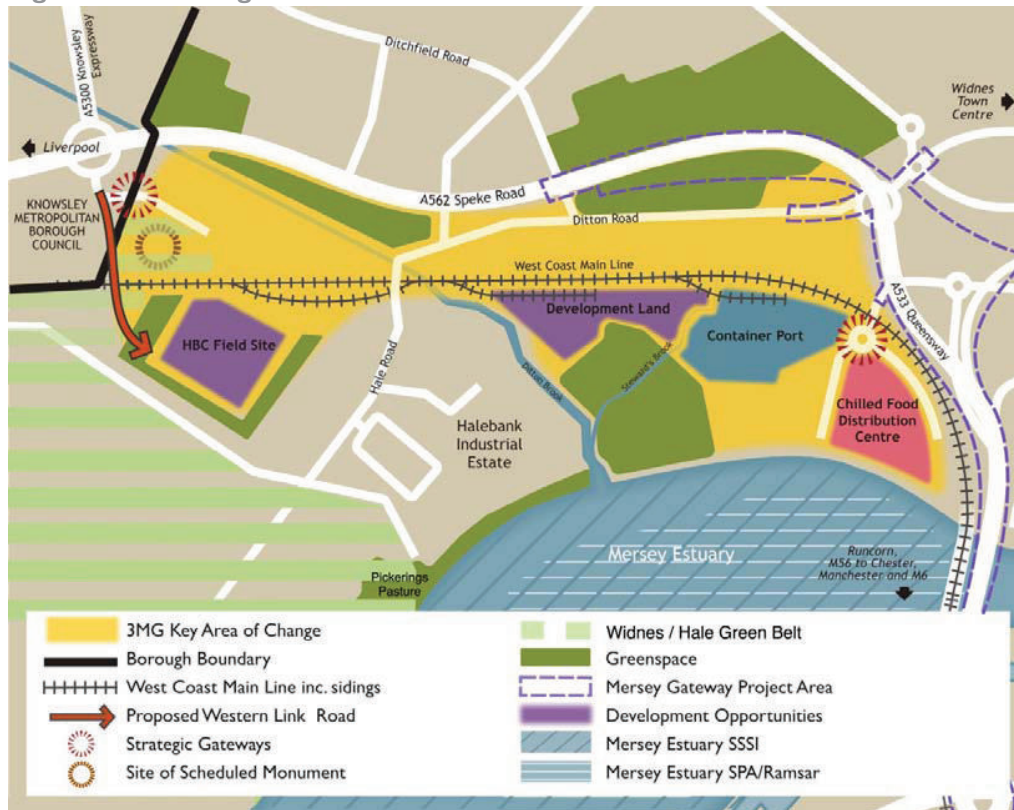 A5300 Knowsley
Expressway
Ditchfield Road
Widnes
Town
Centre
Liverpool
KNOWSLEY
METROPOLITAN
BOROUGH
COUNCIL
A562 Speke Road
Ditton Road
West Coast Main Line
Development Land
Container Port
A533 Queensway
HBC Field Site
Hale Road
Ditton Brook
Steward's Brook
Chilled Food
Distribution
Centre
Halebank
Industrial
Estate
Mersey Estuary
Pickerings
Pasture
Runcorn,
M56 to Chester,
Manchester and M6
3MG Key Area of Change
Borough Boundary
West Coast Main Line inc. sidings
Proposed Western Link Road
Strategic Gateways
Site of Scheduled Monument
Widnes / Hale Green Belt
Greenspace
Mersey Gateway Project Area
Development Opportunities
Mersey Estuary SSSI
Mersey Estuary SPA/Ramsar